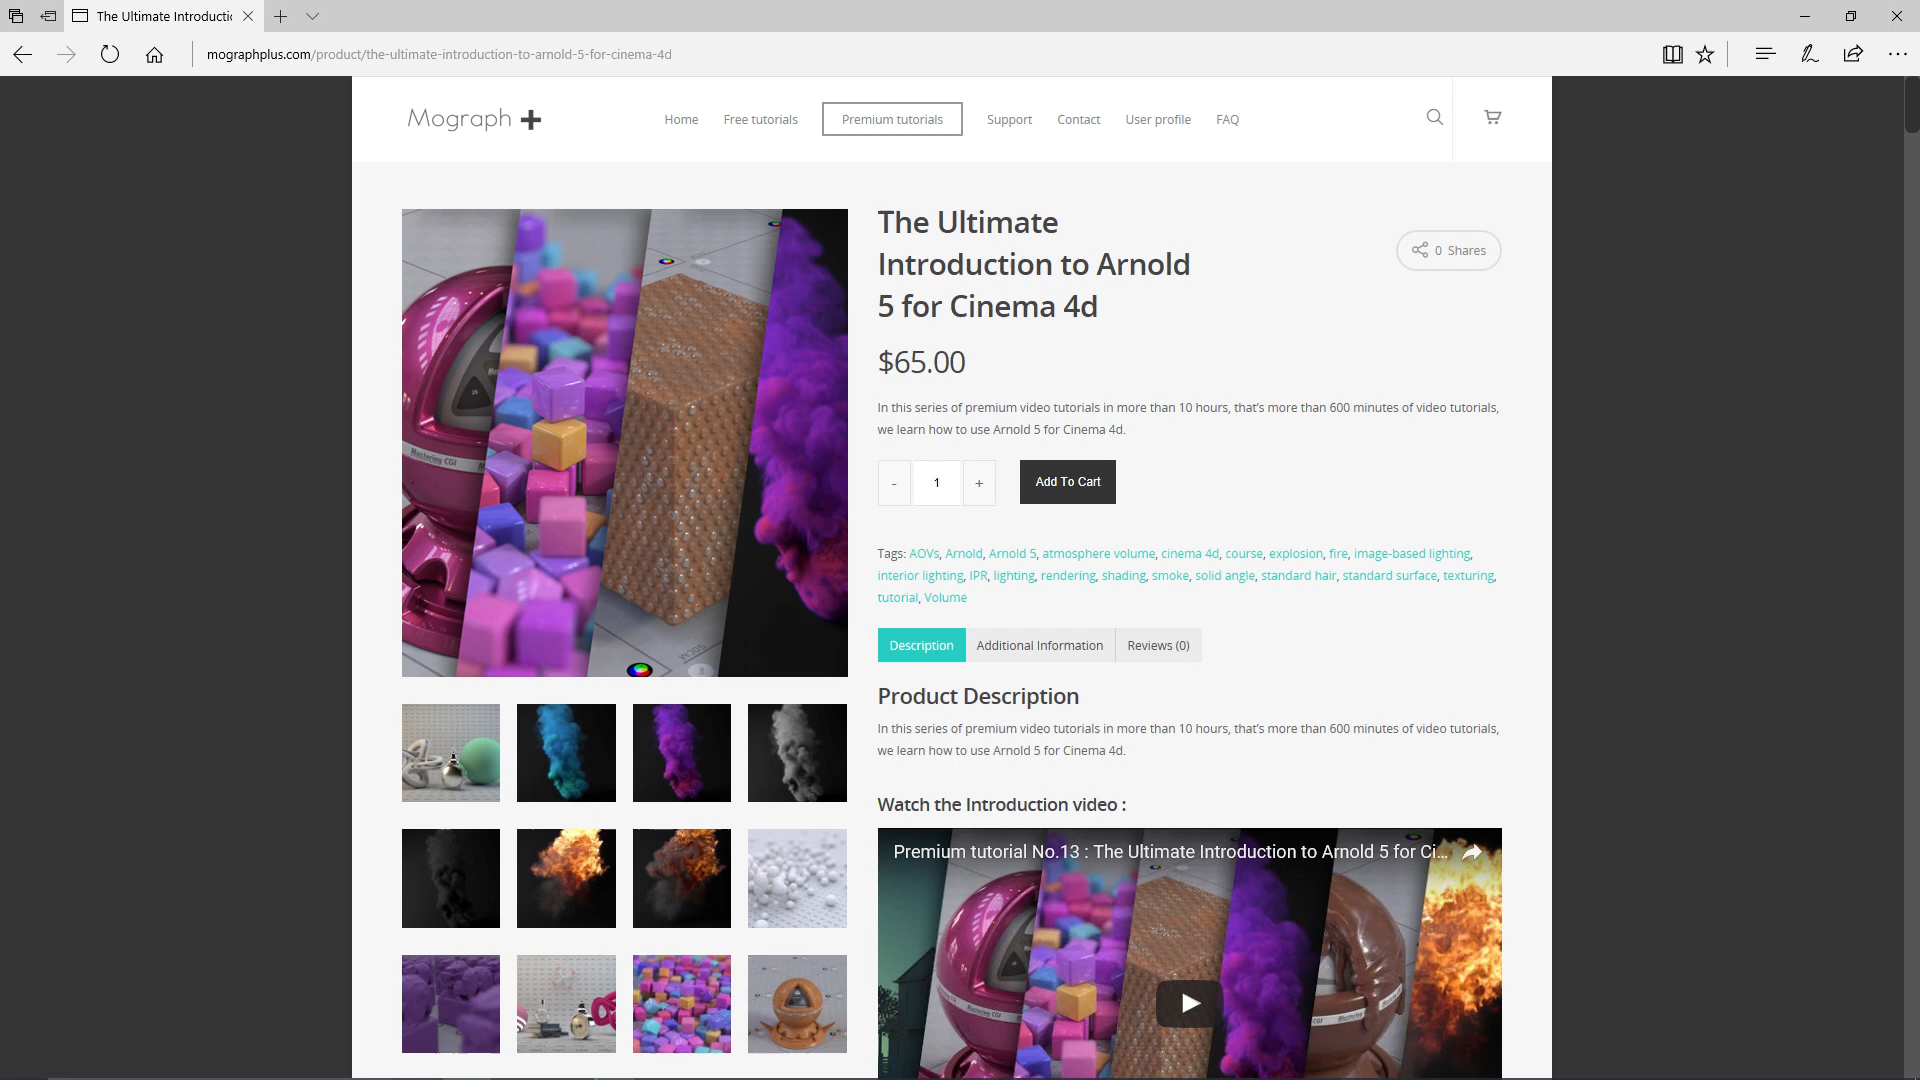 The Ultimate Introductic
mographplus.com/product/the-ultimate-introduction-to-arnold-5-for-cinema-4d
Mograph
Home
Free tutorials
Premium tutorials
Support
Contact
User profile
FAQ
The Ultimate
Introduction to Arnold
5 for Cinema 4d
0 Shares
$65.00
In this series of premium video tutorials in more than 10 hours, that's more than 600 minutes of video tutorials,
we learn how to use Arnold 5 for Cinema 4d.
- 1 +
Add To Cart
Tags: AOVs, Arnold, Arnold 5, atmosphere volume, cinema 4d, course, explosion, fire, image-based lighting,
interior lighting, IPR, lighting, rendering, shading, smoke, solid angle, standard hair, standard surface, texturing,
tutorial, Volume
Description
Additional Information
Reviews (0)
Product Description
In this series of premium video tutorials in more than 10 hours, that's more than 600 minutes of video tutorials,
we learn how to use Arnold 5 for Cinema 4d.
Watch the Introduction video :
Premium tutorial No.13 : The Ultimate Introduction to Arnold 5 for Ci...
Mastering CGI